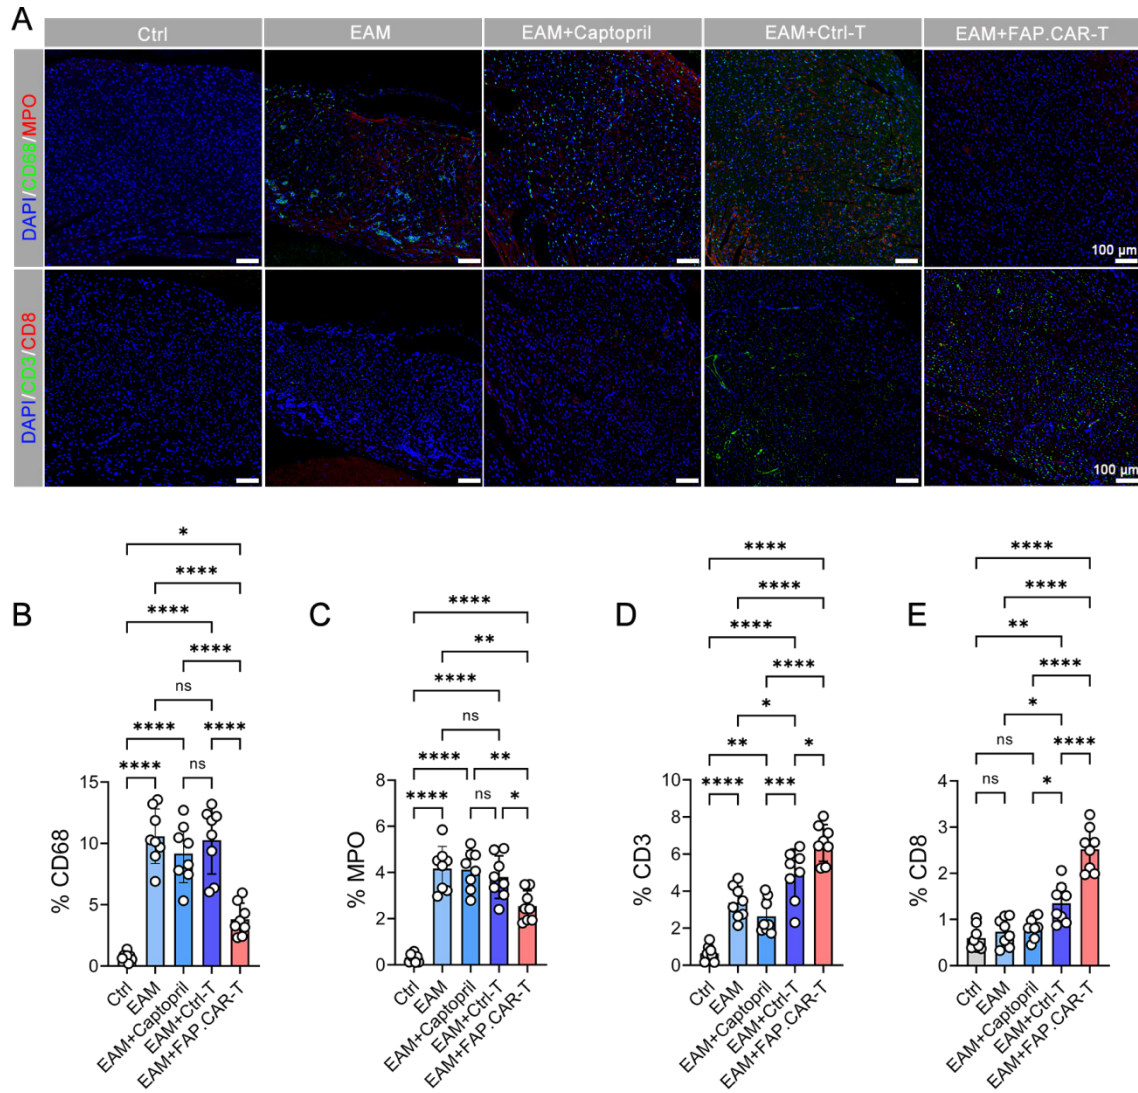 A
Ctrl
EAM
EAM+Captopril
EAM+Ctrl-T
EAM+FAP.CAR-T
DAPI/CD68/MPO
100 μm
DAPI/CD3/CD8
100 μm
B
*
****
****
****
ns
****
****
****
ns
% CD68
15
10
5
0
Ctrl
EAM
EAM+Captopril
EAM+Ctrl-T
EAM+FAP.CAR-T
C
****
**
****
ns
****
**
****
ns
*
% MPO
8
6
4
2
0
Ctrl
EAM
EAM+Captopril
EAM+Ctrl-T
EAM+FAP.CAR-T
D
****
****
****
****
*
**
*
****
***
% CD3
10
8
6
4
2
0
Ctrl
EAM
EAM+Captopril
EAM+Ctrl-T
EAM+FAP.CAR-T
E
****
****
**
****
*
ns
****
ns
*
% CD8
4
3
2
1
0
Ctrl
EAM
EAM+Captopril
EAM+Ctrl-T
EAM+FAP.CAR-T